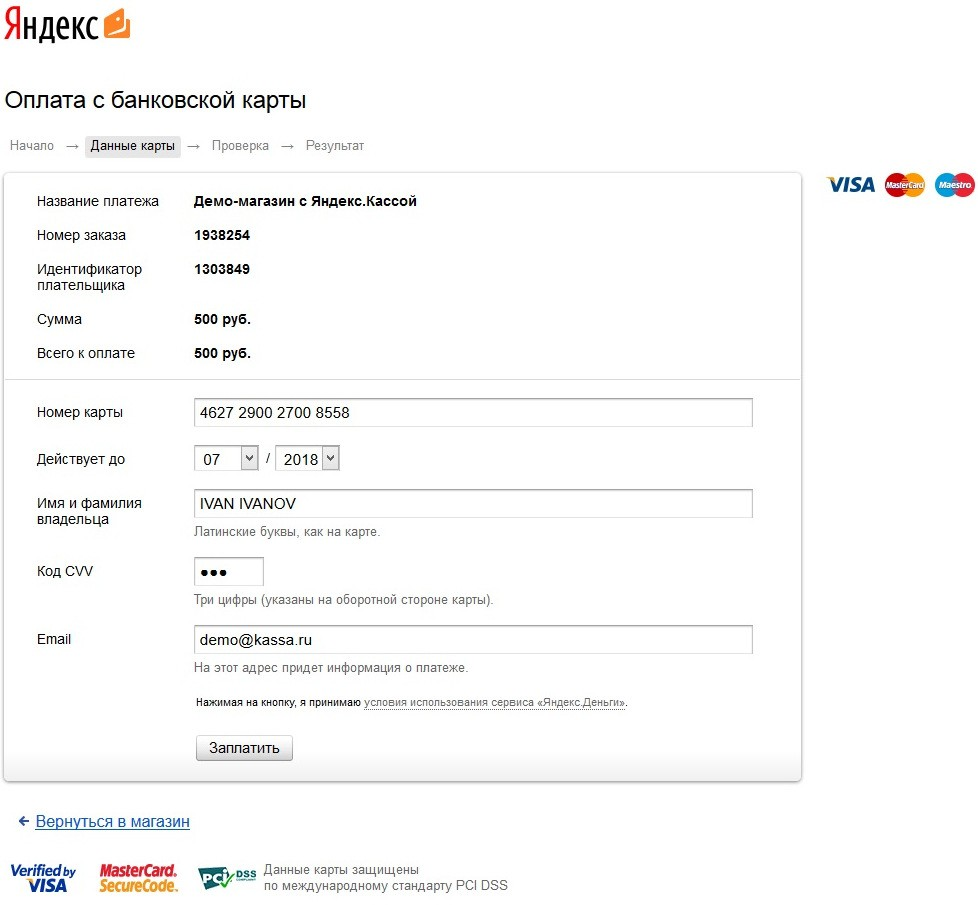 Яндекс
Оплата с банковской карты
Начало → Данные карты → Проверка → Результат
VISA MasterCard Maestro
Название платежа Демо-магазин с Яндекс.Кассой
Номер заказа 1938254
Идентификатор 1303849
плательщика
Сумма 500 руб.
Всего к оплате 500 руб.
Номер карты 4627 2900 2700 8558
Действует до 07 / 2018
Имя и фамилия IVAN IVANOV
владельца
Латинские буквы, как на карте.
Код CVV ●●●
Три цифры (указаны на оборотной стороне карты).
Email demo@kassa.ru
На этот адрес придет информация о платеже.
Нажимая на кнопку, я принимаю условия использования сервиса «Яндекс.Деньги».
Заплатить
← Вернуться в магазин
Verified by VISA
MasterCard. SecureCode.
PCI DSS COMPLIANT
Данные карты защищены
по международному стандарту PCI DSS